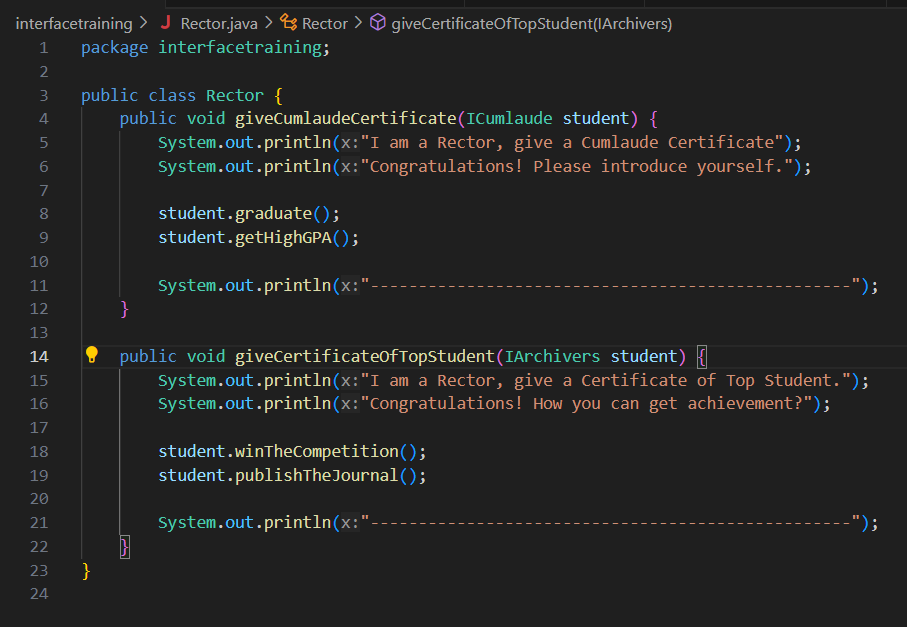 interfacetraining > J Rector.java > Rector > giveCertificateOfTopStudent(IArchivers)
1 package interfacetraining;
2
3 public class Rector {
4 public void giveCumlaudeCertificate(ICumlaude student) {
5 System.out.println(x:"I am a Rector, give a Cumlaude Certificate");
6 System.out.println(x:"Congratulations! Please introduce yourself.");
7
8 student.graduate();
9 student.getHighGPA();
10
11 System.out.println(x:"--------------------------------------------------");
12 }
13
14 public void giveCertificateOfTopStudent(IArchivers student) {
15 System.out.println(x:"I am a Rector, give a Certificate of Top Student.");
16 System.out.println(x:"Congratulations! How you can get achievement?");
17
18 student.winTheCompetition();
19 student.publishTheJournal();
20
21 System.out.println(x:"--------------------------------------------------");
22 }
23 }
24